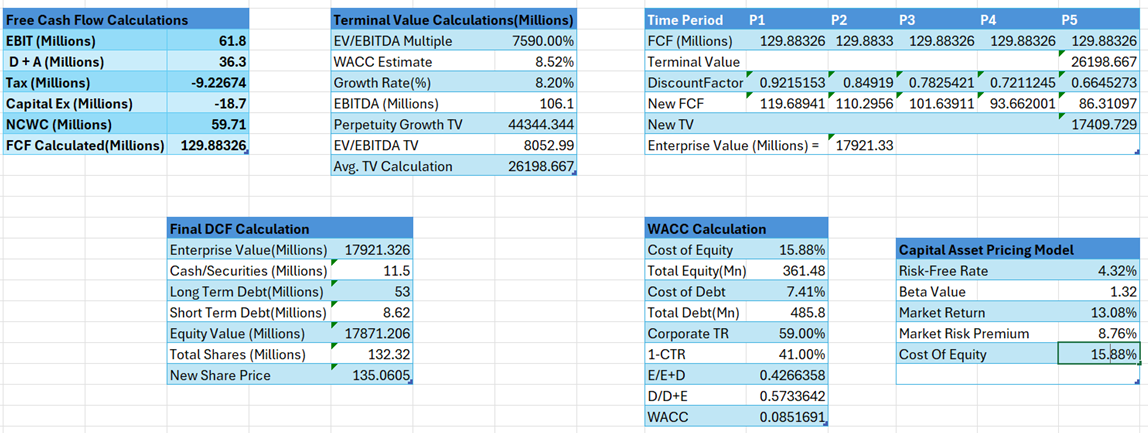 Free Cash Flow Calculations
EBIT (Millions) 61.8
D + A (Millions) 36.3
Tax (Millions) -9.22674
Capital Ex (Millions) -18.7
NCWC (Millions) 59.71
FCF Calculated(Millions) 129.88326
Terminal Value Calculations(Millions)
EV/EBITDA Multiple 7590.00%
WACC Estimate 8.52%
Growth Rate(%) 8.20%
EBITDA (Millions) 106.1
Perpetuity Growth TV 44344.344
EV/EBITDA TV 8052.99
Avg. TV Calculation 26198.667
Time Period P1 P2 P3 P4 P5
FCF (Millions) 129.88326 129.8833 129.88326 129.88326 129.88326
Terminal Value 26198.667
DiscountFactor 0.9215153 0.84919 0.7825421 0.7211245 0.6645273
New FCF 119.68941 110.2956 101.63911 93.662001 86.31097
New TV 17409.729
Enterprise Value (Millions) = 17921.33
Final DCF Calculation
Enterprise Value(Millions) 17921.326
Cash/Securities (Millions) 11.5
Long Term Debt(Millions) 53
Short Term Debt(Millions) 8.62
Equity Value (Millions) 17871.206
Total Shares (Millions) 132.32
New Share Price 135.0605
WACC Calculation
Cost of Equity 15.88%
Total Equity(Mn) 361.48
Cost of Debt 7.41%
Total Debt(Mn) 485.8
Corporate TR 59.00%
1-CTR 41.00%
E/E+D 0.4266358
D/D+E 0.5733642
WACC 0.0851691
Capital Asset Pricing Model
Risk-Free Rate 4.32%
Beta Value 1.32
Market Return 13.08%
Market Risk Premium 8.76%
Cost Of Equity 15.88%